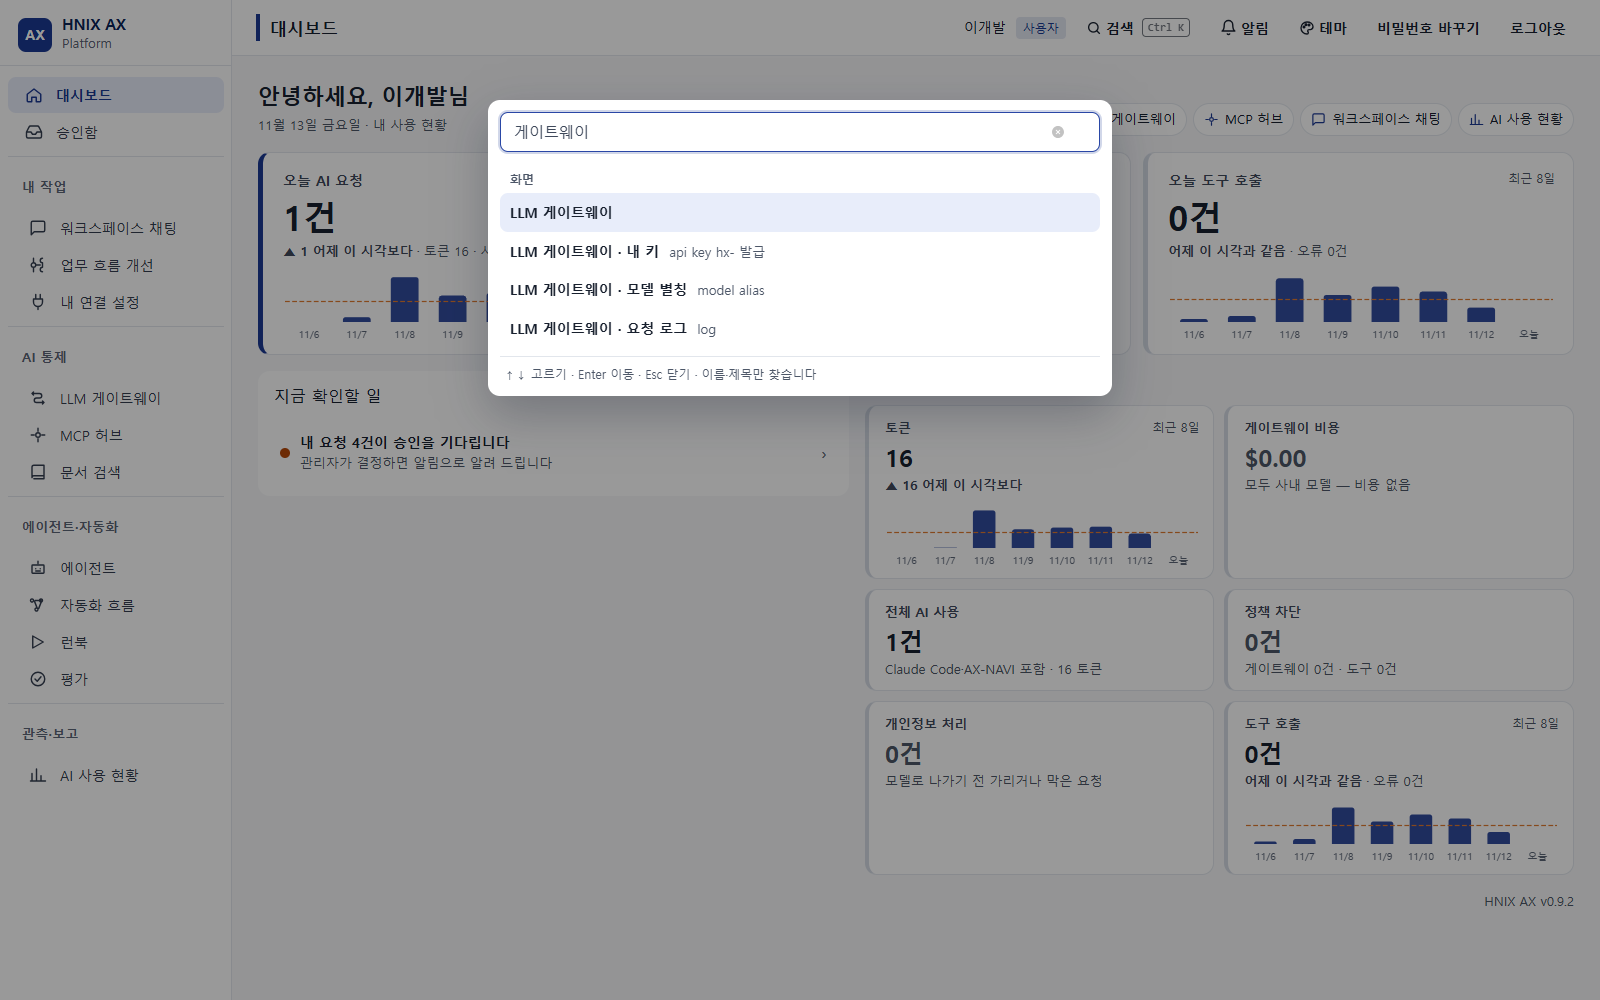 AX
HNIX AX
Platform
대시보드
승인함
내 작업
워크스페이스 채팅
업무 흐름 개선
내 연결 설정
AI 통제
LLM 게이트웨이
MCP 허브
문서 검색
에이전트·자동화
에이전트
자동화 흐름
런북
평가
관측·보고
AI 사용 현황
대시보드
이개발 사용자 검색 Ctrl K 알림 테마 비밀번호 바꾸기 로그아웃
안녕하세요, 이개발님
11월 13일 금요일 · 내 사용 현황
게이트웨이 MCP 허브 워크스페이스 채팅 AI 사용 현황
게이트웨이
화면
LLM 게이트웨이
LLM 게이트웨이 · 내 키 api key hx- 발급
LLM 게이트웨이 · 모델 별칭 model alias
LLM 게이트웨이 · 요청 로그 log
↑ ↓ 고르기 · Enter 이동 · Esc 닫기 · 이름·제목만 찾습니다
오늘 AI 요청
1건
▲ 1 어제 이 시각보다 · 토큰 16 ·
11/6 11/7 11/8 11/9
오늘 도구 호출 최근 8일
0건
어제 이 시각과 같음 · 오류 0건
11/6 11/7 11/8 11/9 11/10 11/11 11/12 오늘
지금 확인할 일
내 요청 4건이 승인을 기다립니다
관리자가 결정하면 알림으로 알려 드립니다
›
토큰 최근 8일
16
▲ 16 어제 이 시각보다
11/6 11/7 11/8 11/9 11/10 11/11 11/12 오늘
게이트웨이 비용
$0.00
모두 사내 모델 — 비용 없음
전체 AI 사용
1건
Claude Code·AX-NAVI 포함 · 16 토큰
정책 차단
0건
게이트웨이 0건 · 도구 0건
개인정보 처리
0건
모델로 나가기 전 가리거나 막은 요청
도구 호출 최근 8일
0건
어제 이 시각과 같음 · 오류 0건
11/6 11/7 11/8 11/9 11/10 11/11 11/12 오늘
HNIX AX v0.9.2